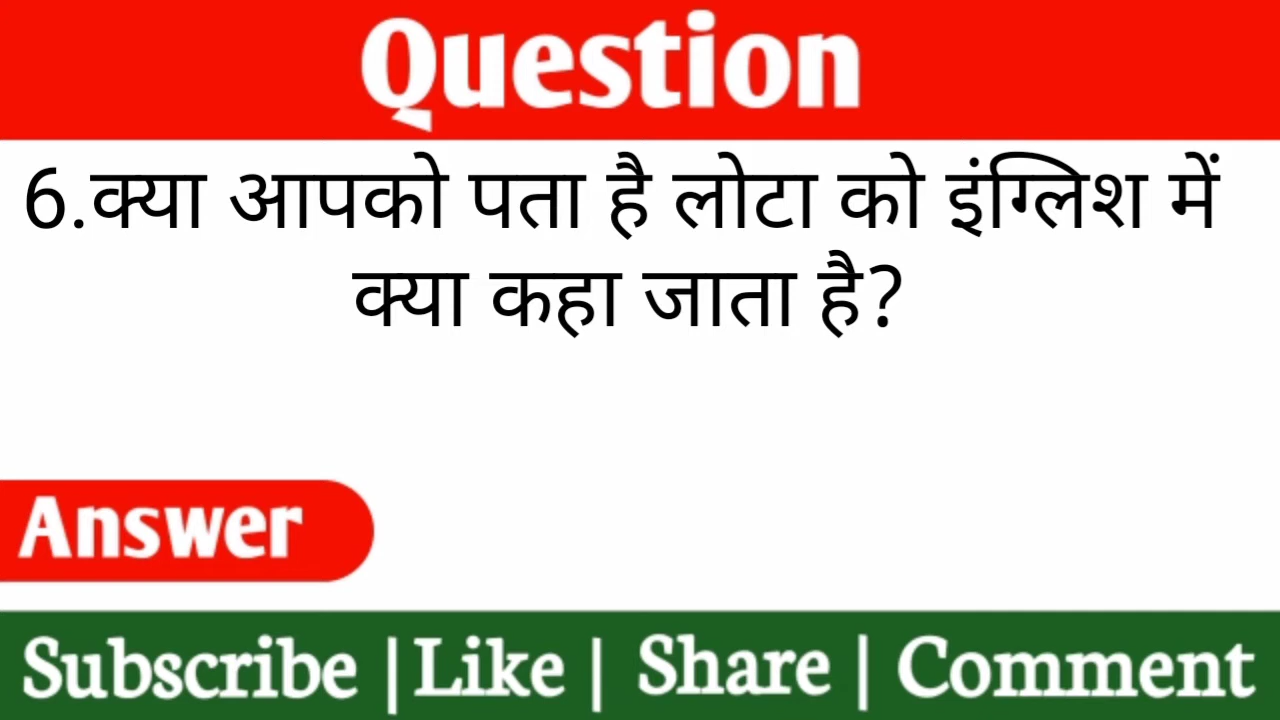 Question
6.क्या आपको पता है लोटा को इंग्लिश में
क्या कहा जाता है?
Answer
Subscribe | Like | Share | Comment